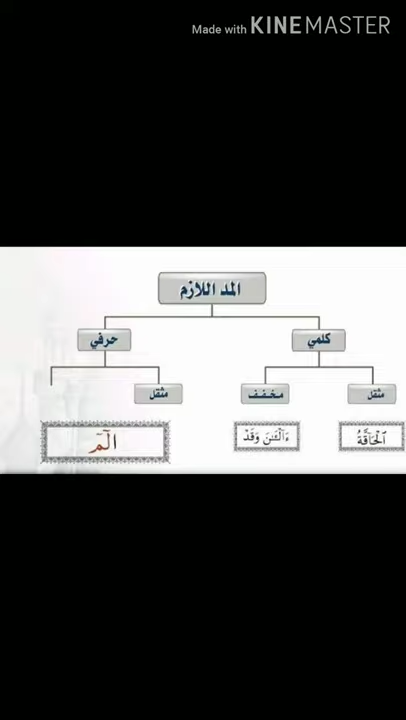 Made with KINEMASTER
المد اللازم
كلمي
حرفي
مثقل
مخفف
مثقل
ٱلْحَآقَّةُ
ءَآلْـَٰٔنَ وَقَدْ
الٓمٓ